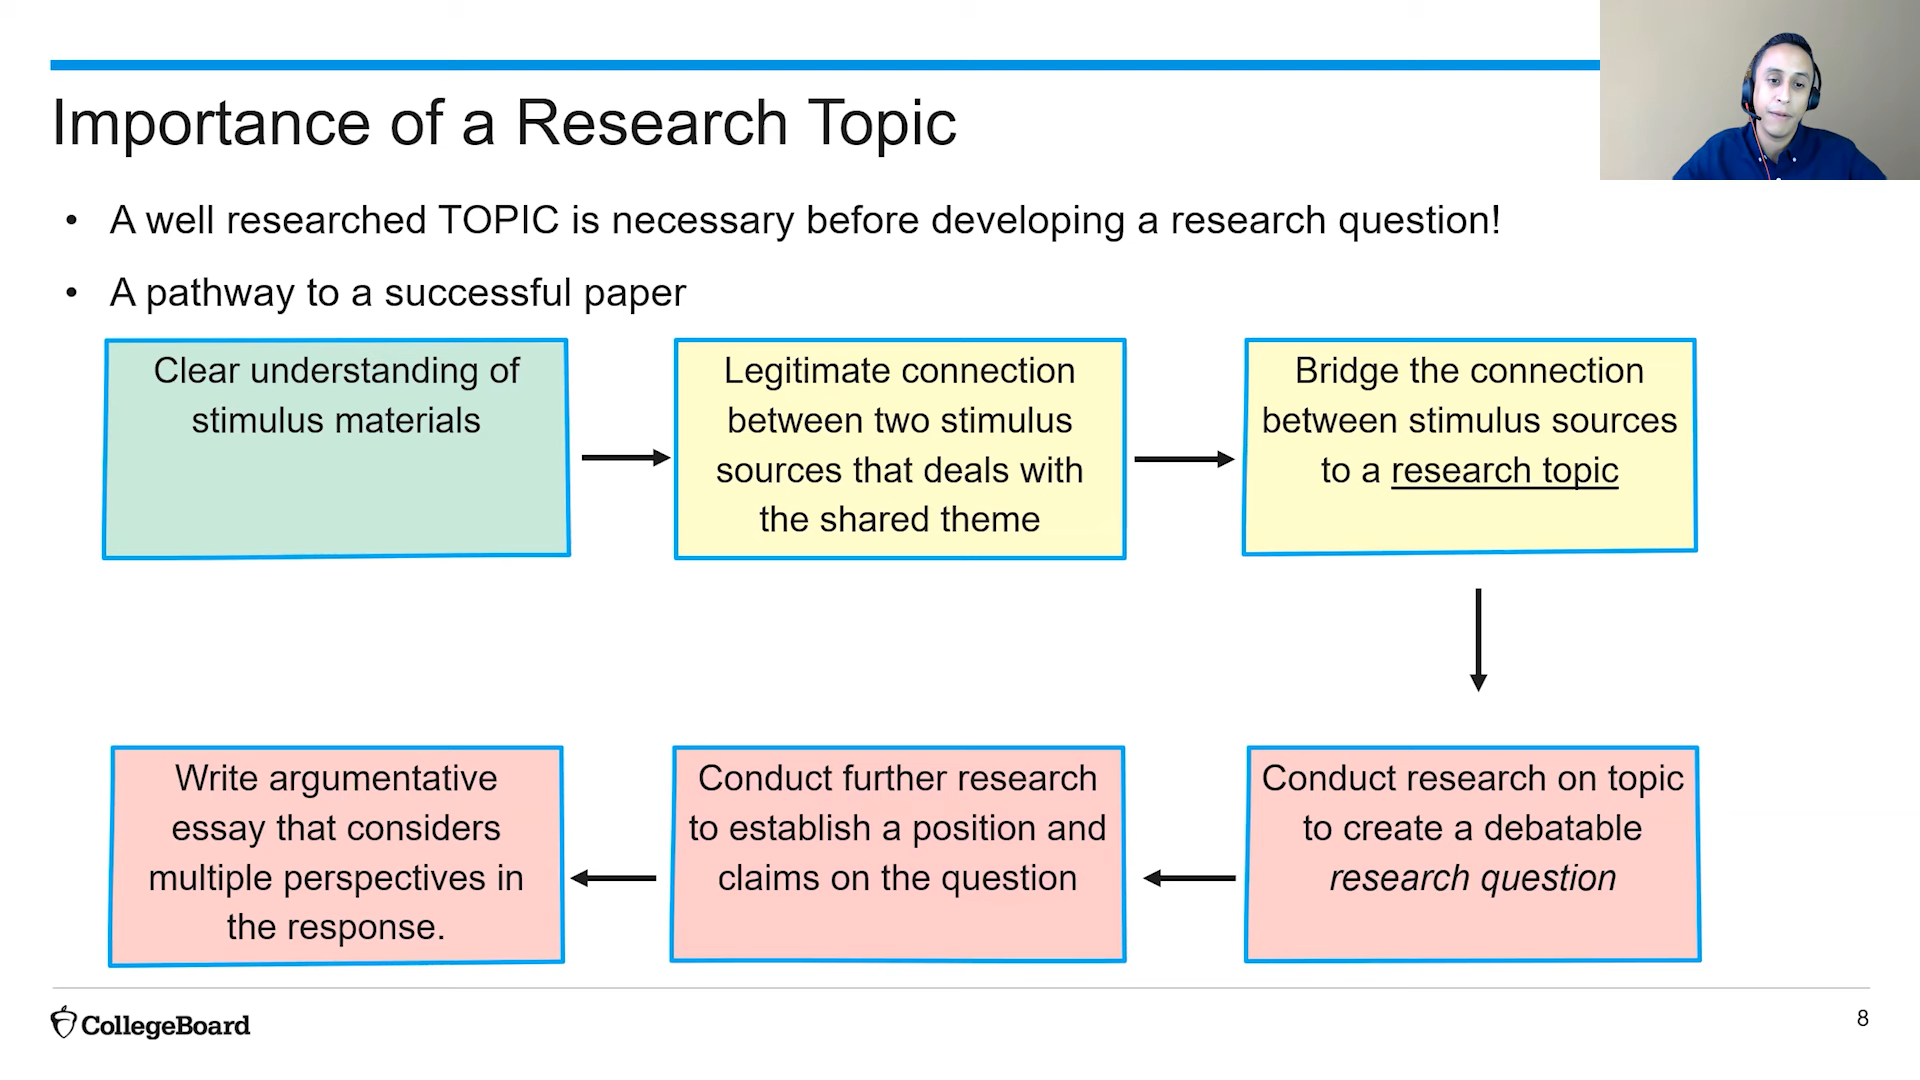 Importance of a Research Topic
• A well researched TOPIC is necessary before developing a research question!
• A pathway to a successful paper
Clear understanding of
stimulus materials
Legitimate connection
between two stimulus
sources that deals with
the shared theme
Bridge the connection
between stimulus sources
to a research topic
Conduct research on topic
to create a debatable
research question
Conduct further research
to establish a position and
claims on the question
Write argumentative
essay that considers
multiple perspectives in
the response.
CollegeBoard
8